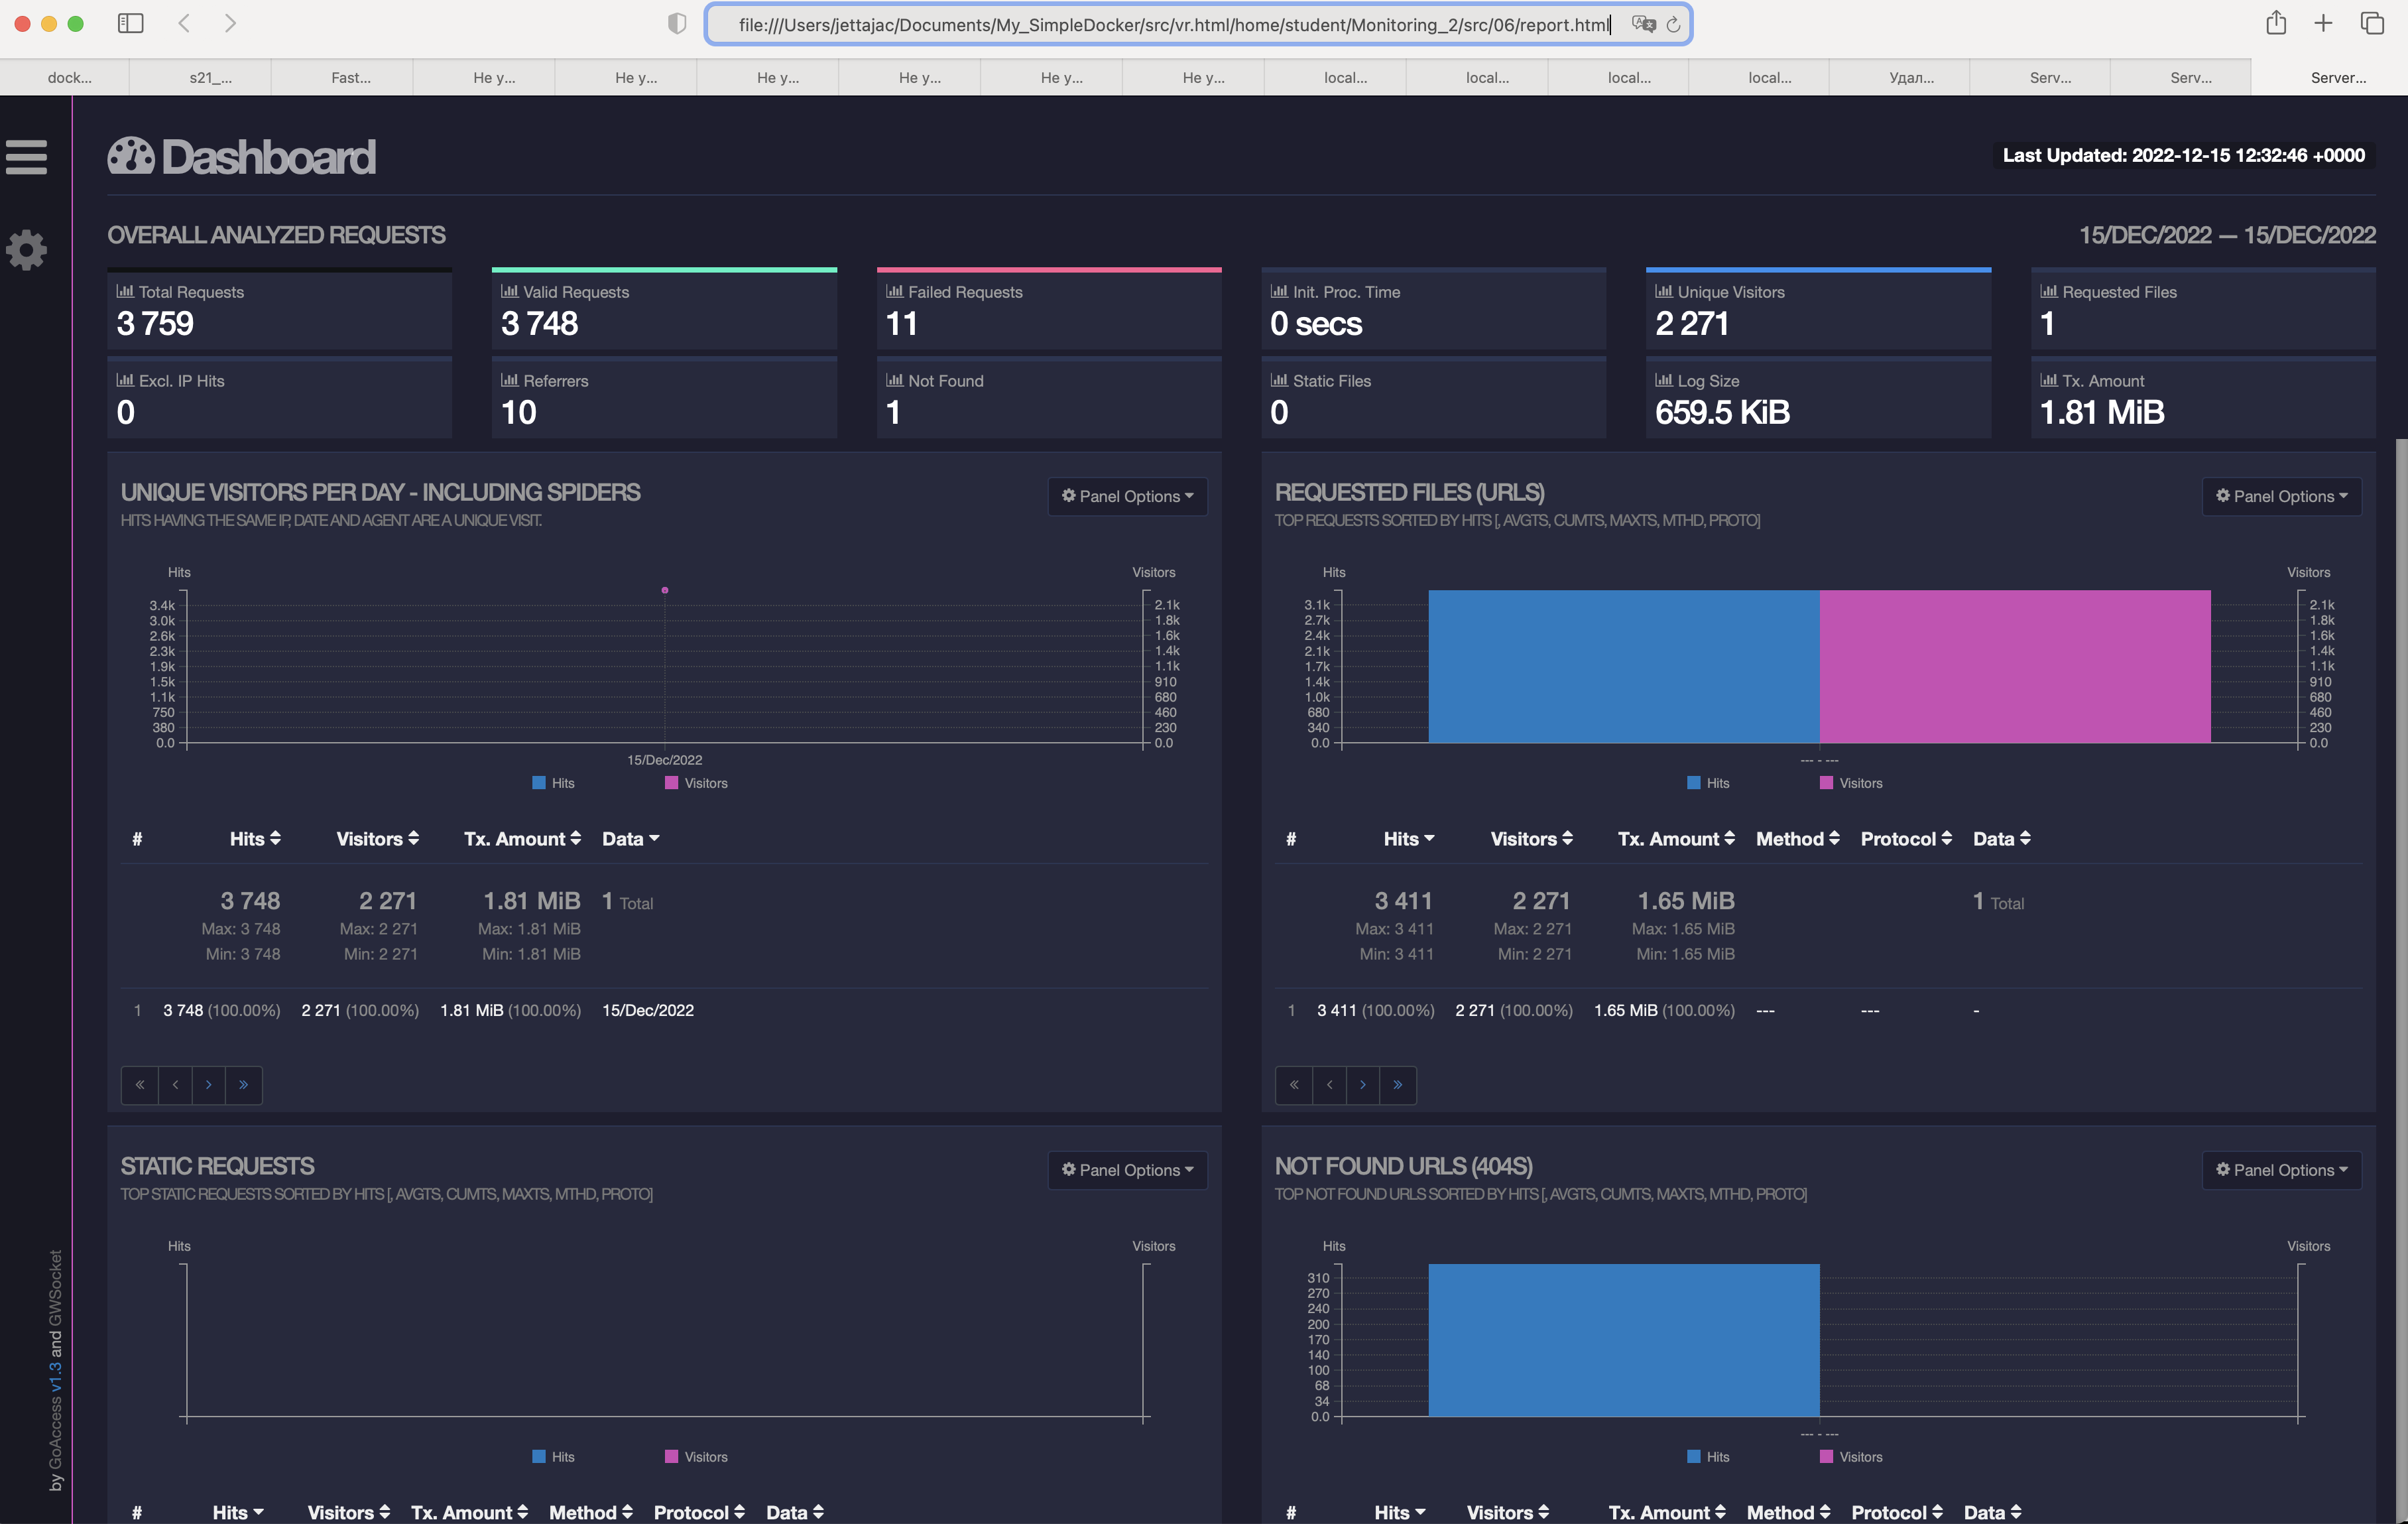 file:///Users/jettajac/Documents/My_SimpleDocker/src/vr.html/home/student/Monitoring_2/src/06/report.html
dock... s21_... Fast... Не у... Не у... Не у... Не у... Не у... Не у... local... local... local... local... Удал... Serv... Serv... Server...
Dashboard
Last Updated: 2022-12-15 12:32:46 +0000
OVERALL ANALYZED REQUESTS
15/DEC/2022 — 15/DEC/2022
Total Requests Valid Requests Failed Requests Init. Proc. Time Unique Visitors Requested Files
3 759 3 748 11 0 secs 2 271 1
Excl. IP Hits Referrers Not Found Static Files Log Size Tx. Amount
0 10 1 0 659.5 KiB 1.81 MiB
UNIQUE VISITORS PER DAY - INCLUDING SPIDERS
Panel Options
HITS HAVING THE SAME IP, DATE AND AGENT ARE A UNIQUE VISIT.
Hits Visitors
3.4k 2.1k
3.0k 1.8k
2.6k 1.6k
2.3k 1.4k
1.9k 1.1k
1.5k 910
1.1k 680
750 460
380 230
0.0 0.0
15/Dec/2022
Hits Visitors
# Hits Visitors Tx. Amount Data
3 748 2 271 1.81 MiB 1 Total
Max: 3 748 Max: 2 271 Max: 1.81 MiB
Min: 3 748 Min: 2 271 Min: 1.81 MiB
1 3 748 (100.00%) 2 271 (100.00%) 1.81 MiB (100.00%) 15/Dec/2022
« ‹ › »
REQUESTED FILES (URLS)
Panel Options
TOP REQUESTS SORTED BY HITS [, AVGTS, CUMTS, MAXTS, MTHD, PROTO]
Hits Visitors
3.1k 2.1k
2.7k 1.8k
2.4k 1.6k
2.1k 1.4k
1.7k 1.1k
1.4k 910
1.0k 680
680 460
340 230
0.0 0.0
--- - ---
Hits Visitors
# Hits Visitors Tx. Amount Method Protocol Data
3 411 2 271 1.65 MiB 1 Total
Max: 3 411 Max: 2 271 Max: 1.65 MiB
Min: 3 411 Min: 2 271 Min: 1.65 MiB
1 3 411 (100.00%) 2 271 (100.00%) 1.65 MiB (100.00%) --- --- -
« ‹ › »
STATIC REQUESTS
Panel Options
TOP STATIC REQUESTS SORTED BY HITS [, AVGTS, CUMTS, MAXTS, MTHD, PROTO]
Hits Visitors
Hits Visitors
# Hits Visitors Tx. Amount Method Protocol Data
NOT FOUND URLS (404S)
Panel Options
TOP NOT FOUND URLS SORTED BY HITS [, AVGTS, CUMTS, MAXTS, MTHD, PROTO]
Hits Visitors
310
270
240
200
170
140
100
68
34
0.0
--- - ---
Hits Visitors
# Hits Visitors Tx. Amount Method Protocol Data
by GoAccess v1.3 and GWSocket